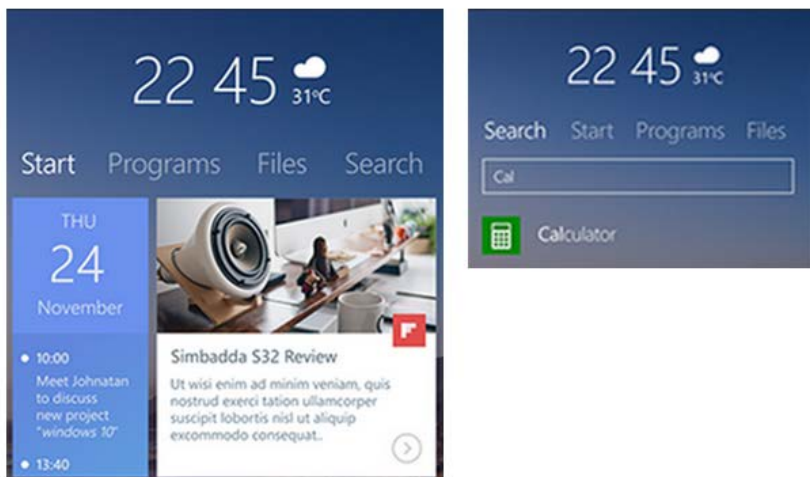 22 45
31°C
Start Programs Files Search
THU
24
November
10:00
Meet Johnatan
to discuss
new project
"windows 10"
13:40
Simbadda S32 Review
Ut wisi enim ad minim veniam, quis
nostrud exerci tation ullamcorper
suscipit lobortis nisl ut aliquip
excommodo consequat..
22 45
31°C
Search Start Programs Files
Cal
Calculator